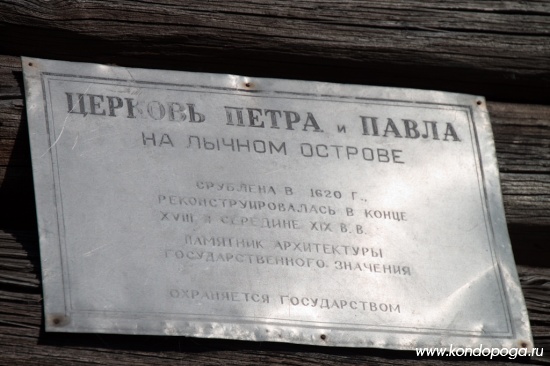 ЦЕРКОВЬ ПЕТРА и ПАВЛА
НА ЛЫЧНОМ ОСТРОВЕ
СРУБЛЕНА В 1620 Г.,
РЕКОНСТРУИРОВАЛАСЬ В КОНЦЕ
XVIII И СЕРЕДИНЕ XIX В.В.
ПАМЯТНИК АРХИТЕКТУРЫ
ГОСУДАРСТВЕННОГО ЗНАЧЕНИЯ
ОХРАНЯЕТСЯ ГОСУДАРСТВОМ
www.kondopoga.ru